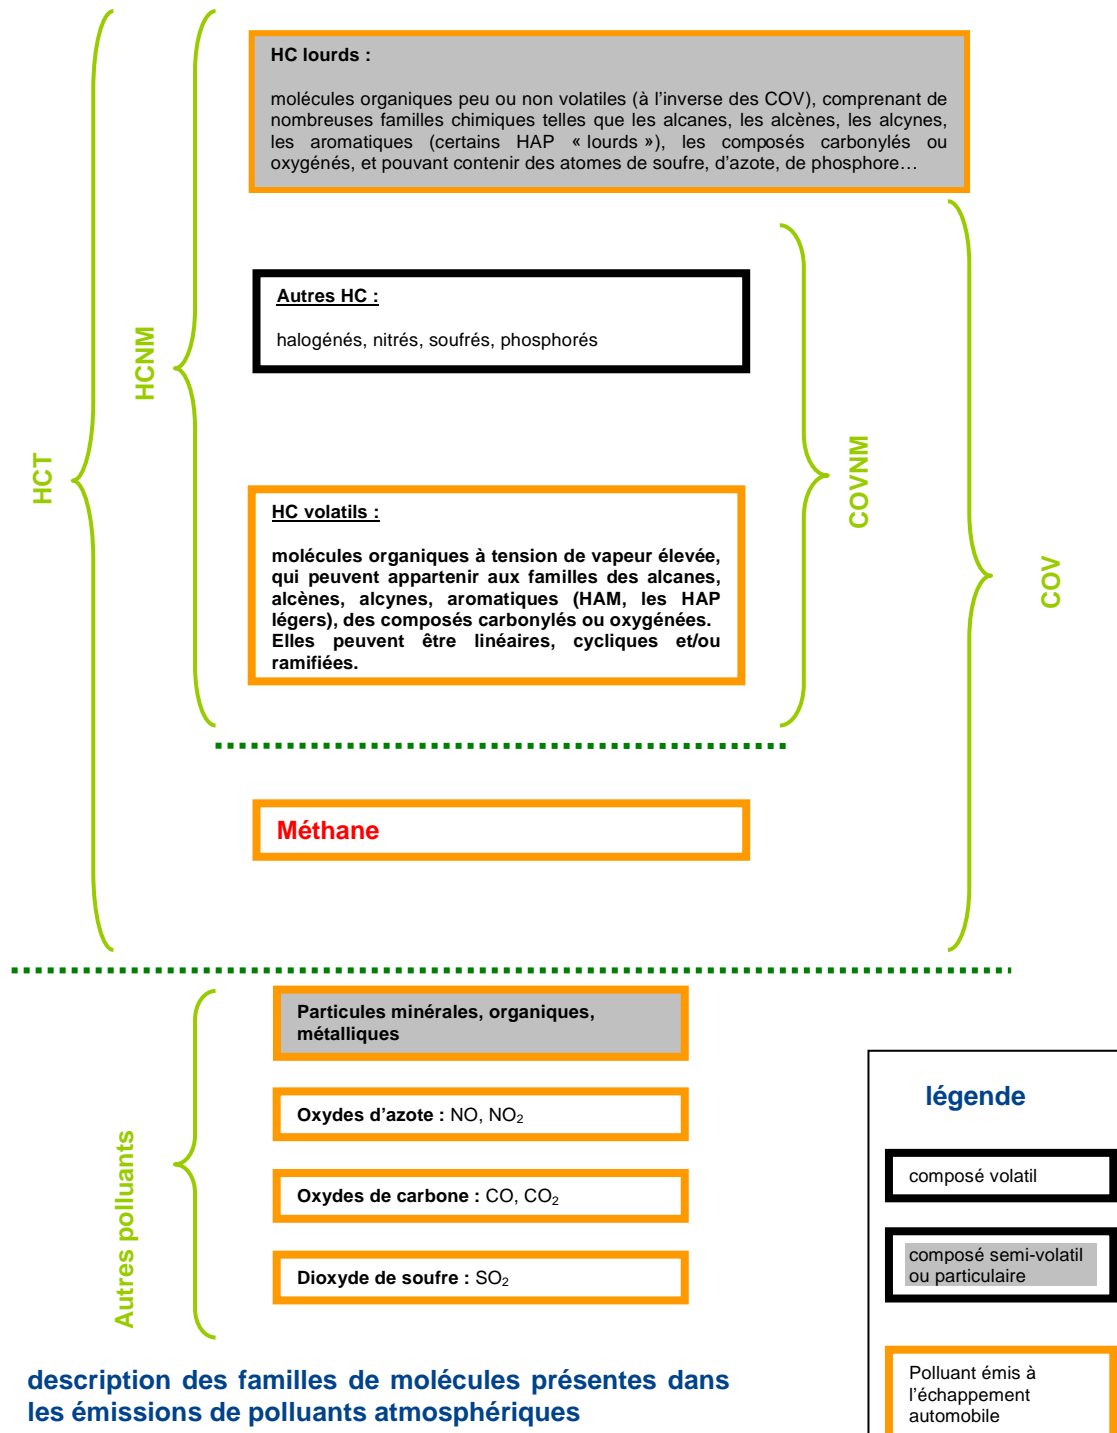 HC lourds :
molécules organiques peu ou non volatiles (à l'inverse des COV), comprenant de
nombreuses familles chimiques telles que les alcanes, les alcènes, les alcynes,
les aromatiques (certains HAP « lourds »), les composés carbonylés ou
oxygénés, et pouvant contenir des atomes de soufre, d'azote, de phosphore…
Autres HC :
halogénés, nitrés, soufrés, phosphorés
HCNM
HCT
COVNM
COV
HC volatils :
molécules organiques à tension de vapeur élevée,
qui peuvent appartenir aux familles des alcanes,
alcènes, alcynes, aromatiques (HAM, les HAP
légers), des composés carbonylés ou oxygénées.
Elles peuvent être linéaires, cycliques et/ou
ramifiées.
Méthane
Autres polluants
Particules minérales, organiques,
métalliques
Oxydes d'azote : NO, NO₂
Oxydes de carbone : CO, CO₂
Dioxyde de soufre : SO₂
légende
composé volatil
composé semi-volatil
ou particulaire
Polluant émis à
l'échappement
automobile
description des familles de molécules présentes dans
les émissions de polluants atmosphériques